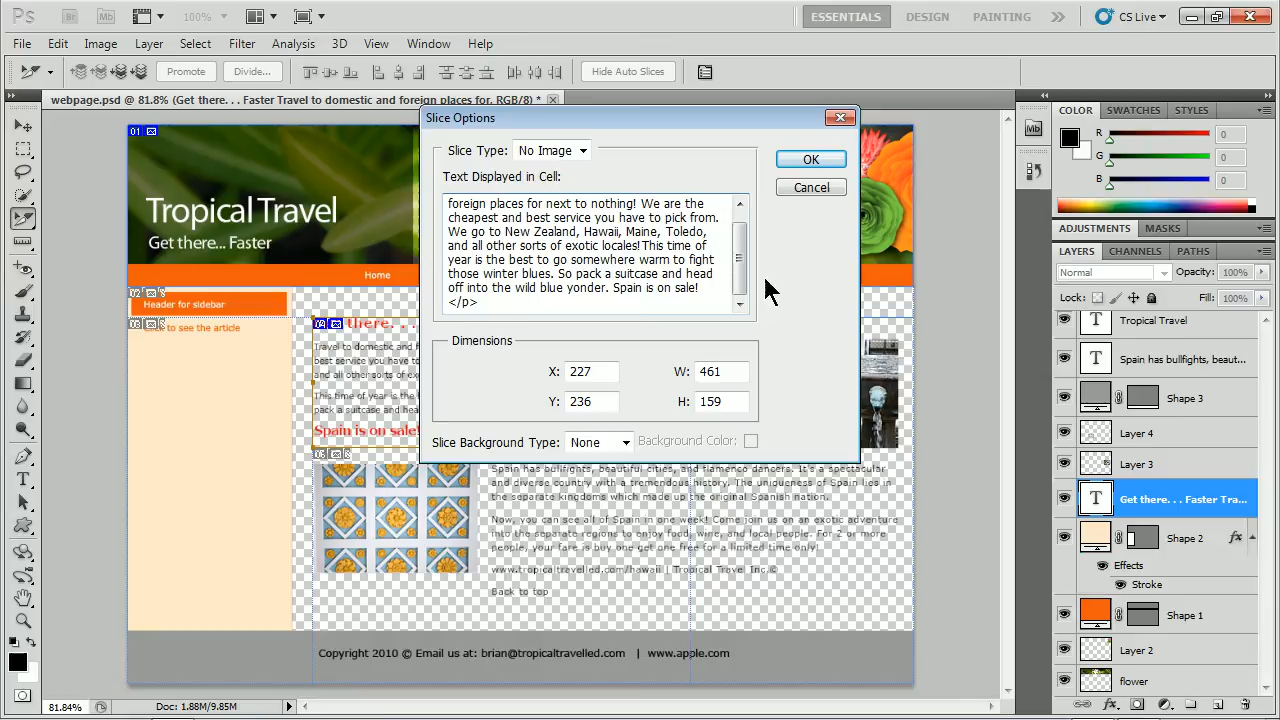 Ps Br Mb 100% ESSENTIALS DESIGN PAINTING CS Live
File Edit Image Layer Select Filter Analysis 3D View Window Help
Promote Divide... Hide Auto Slices
webpage.psd @ 81.8% (Get there. . . Faster Travel to domestic and foreign places for, RGB/8) *
Slice Options
Slice Type: No Image
OK
Text Displayed in Cell:
Cancel
foreign places for next to nothing! We are the
cheapest and best service you have to pick from.
We go to New Zealand, Hawaii, Maine, Toledo,
and all other sorts of exotic locales!This time of
year is the best to go somewhere warm to fight
those winter blues. So pack a suitcase and head
off into the wild blue yonder. Spain is on sale!
</p>
Dimensions
X: 227 W: 461
Y: 236 H: 159
Slice Background Type: None Background Color:
01
Tropical Travel
Get there... Faster
Home
02
Header for sidebar
03
to see the article
there. . .
Travel to domestic and f
best service you have to
and all other sorts of exotic
This time of year is the
pack a suitcase and hea
Spain is on sale!
Spain has bullfights, beautiful cities, and flamenco dancers. It's a spectacular
and diverse country with a tremendous history. The uniqueness of Spain lies in
the separate kingdoms which made up the original Spanish nation.
Now, you can see all of Spain in one week! Come join us on an exotic adventure
into the separate regions to enjoy food, wine, and local people. For 2 or more
people, your fare is buy one get one free for a limited time only!
www.tropicaltravelled.com/hawaii | Tropical Travel Inc.©
Back to top
Copyright 2010 © Email us at: brian@tropicaltravelled.com | www.apple.com
81.84% Doc: 1.88M/9.85M
Mb
COLOR SWATCHES STYLES
R 0
G 0
B 0
ADJUSTMENTS MASKS
LAYERS CHANNELS PATHS
Normal Opacity: 100%
Lock: Fill: 100%
T Tropical Travel
T Spain has bullfights, beaut...
Shape 3
Layer 4
Layer 3
T Get there. . . Faster Tra...
Shape 2 fx
Effects
Stroke
Shape 1
Layer 2
flower